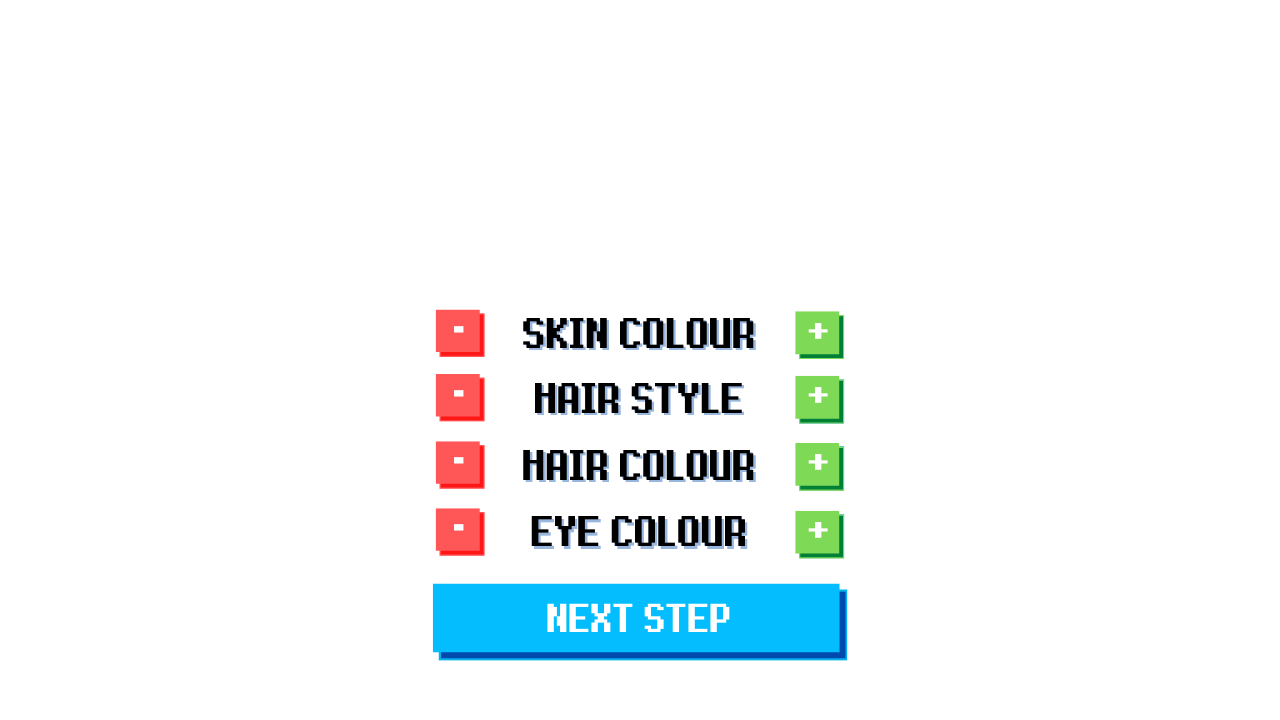 - SKIN COLOUR +
- HAIR STYLE +
- HAIR COLOUR +
- EYE COLOUR +
NEXT STEP